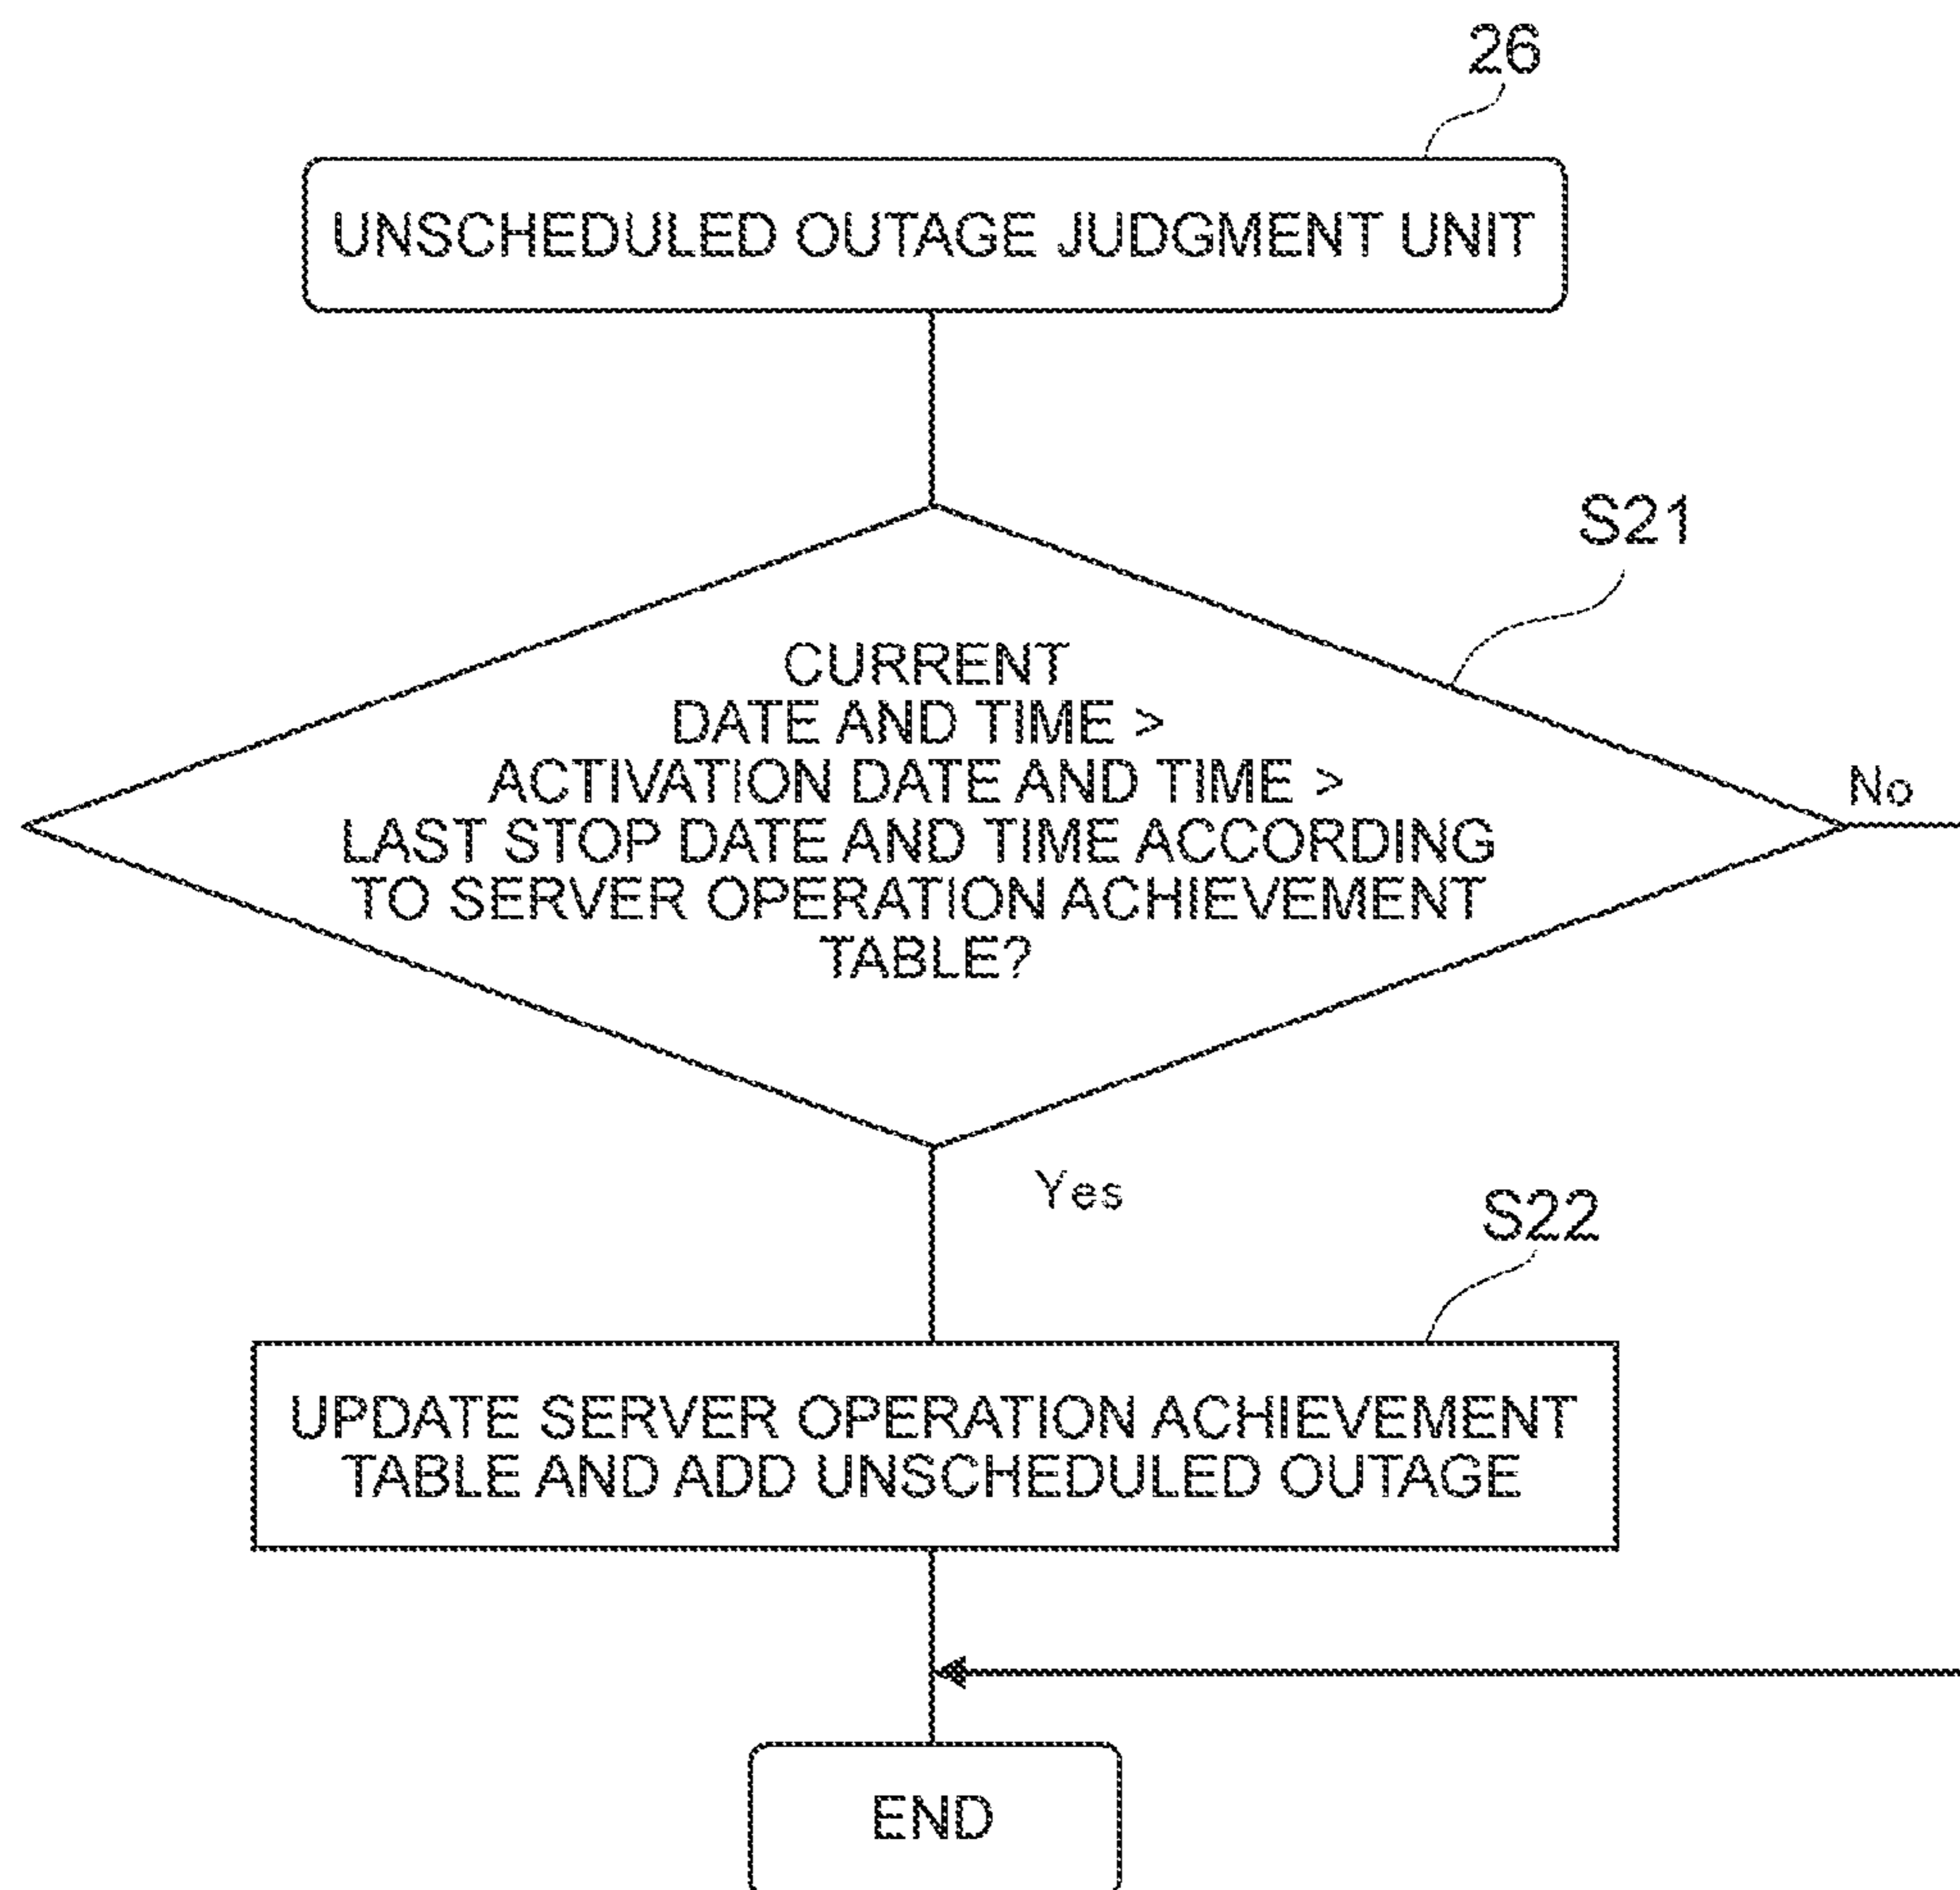 26
UNSCHEDULED OUTAGE JUDGMENT UNIT
S21
CURRENT
DATE AND TIME >
ACTIVATION DATE AND TIME >
LAST STOP DATE AND TIME ACCORDING
TO SERVER OPERATION ACHIEVEMENT
TABLE?
No
Yes
S22
UPDATE SERVER OPERATION ACHIEVEMENT
TABLE AND ADD UNSCHEDULED OUTAGE
END